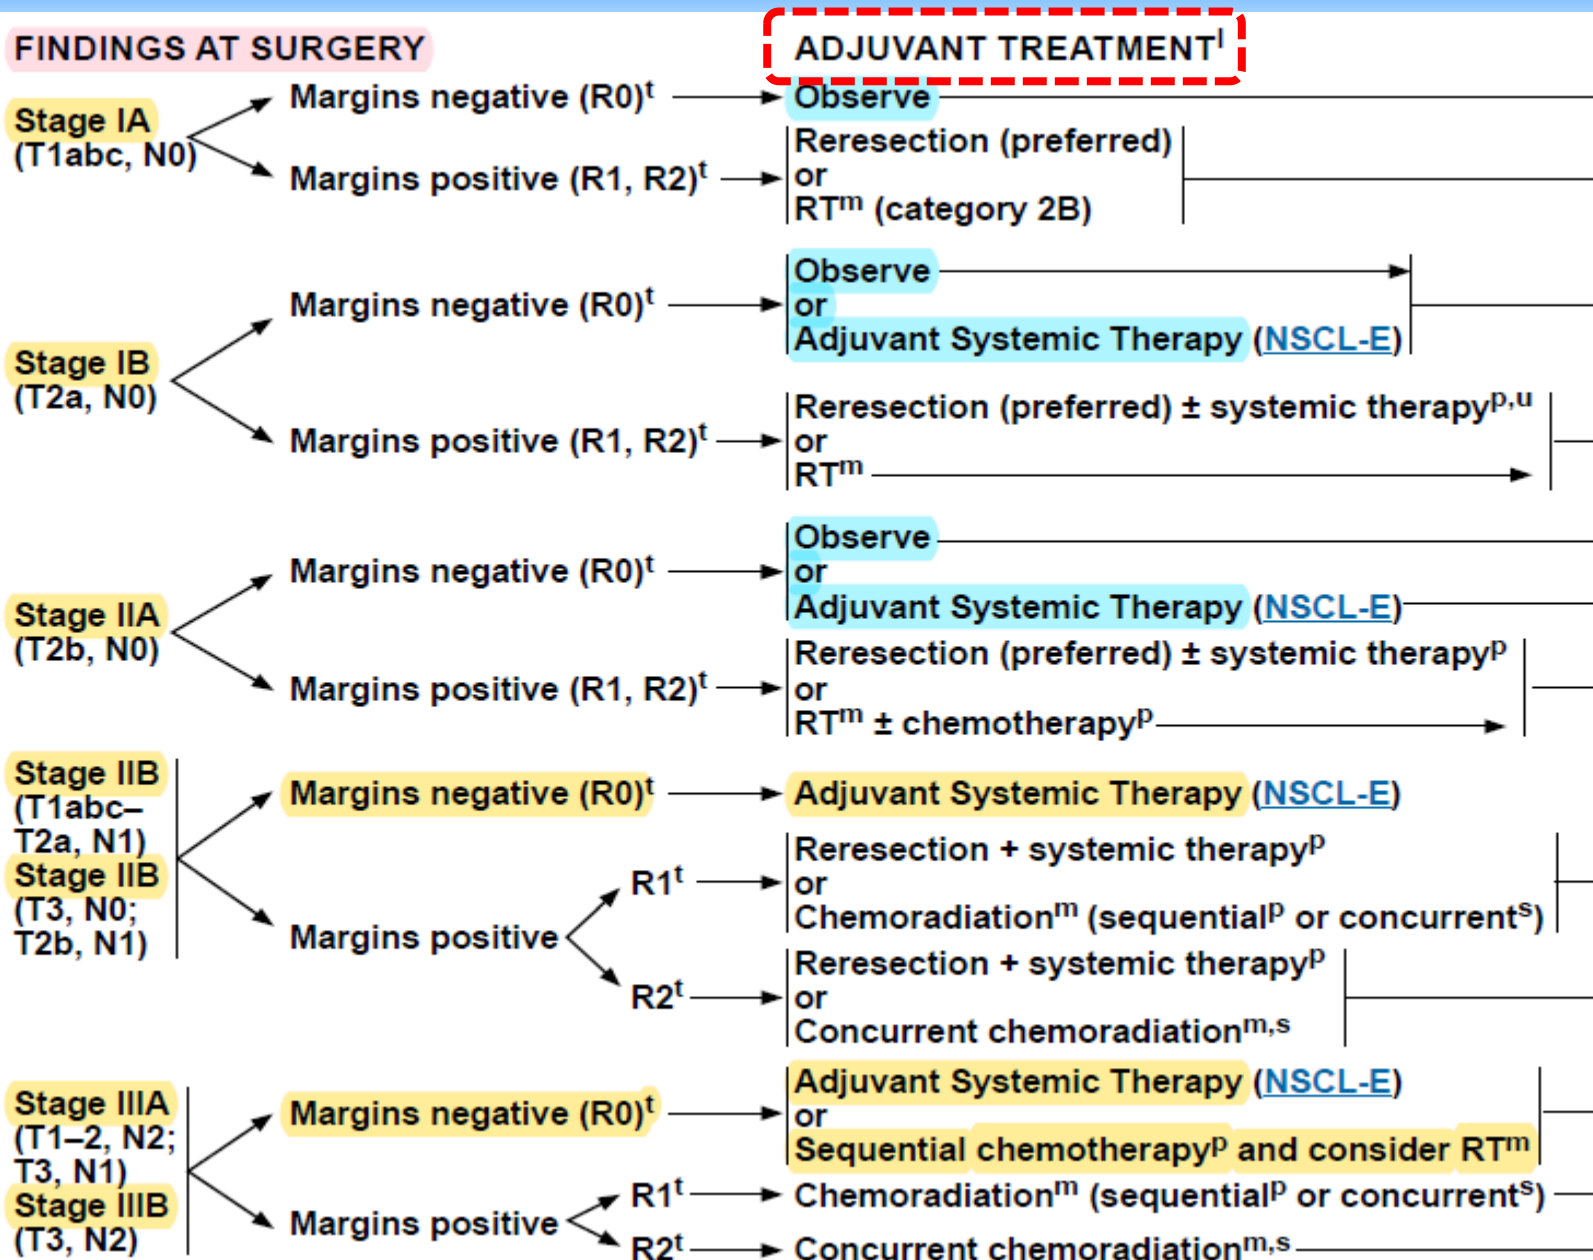 FINDINGS AT SURGERY
ADJUVANT TREATMENTˡ
Stage IA
(T1abc, N0)
Margins negative (R0)ᵗ
Observe
Margins positive (R1, R2)ᵗ
Reresection (preferred)
or
RTᵐ (category 2B)
Stage IB
(T2a, N0)
Margins negative (R0)ᵗ
Observe
or
Adjuvant Systemic Therapy (NSCL-E)
Margins positive (R1, R2)ᵗ
Reresection (preferred) ± systemic therapyᵖ,ᵘ
or
RTᵐ
Stage IIA
(T2b, N0)
Margins negative (R0)ᵗ
Observe
or
Adjuvant Systemic Therapy (NSCL-E)
Margins positive (R1, R2)ᵗ
Reresection (preferred) ± systemic therapyᵖ
or
RTᵐ ± chemotherapyᵖ
Stage IIB
(T1abc–
T2a, N1)
Stage IIB
(T3, N0;
T2b, N1)
Margins negative (R0)ᵗ
Adjuvant Systemic Therapy (NSCL-E)
Margins positive
R1ᵗ
Reresection + systemic therapyᵖ
or
Chemoradiationᵐ (sequentialᵖ or concurrentˢ)
R2ᵗ
Reresection + systemic therapyᵖ
or
Concurrent chemoradiationᵐ,ˢ
Stage IIIA
(T1–2, N2;
T3, N1)
Stage IIIB
(T3, N2)
Margins negative (R0)ᵗ
Adjuvant Systemic Therapy (NSCL-E)
or
Sequential chemotherapyᵖ and consider RTᵐ
Margins positive
R1ᵗ
Chemoradiationᵐ (sequentialᵖ or concurrentˢ)
R2ᵗ
Concurrent chemoradiationᵐ,ˢ